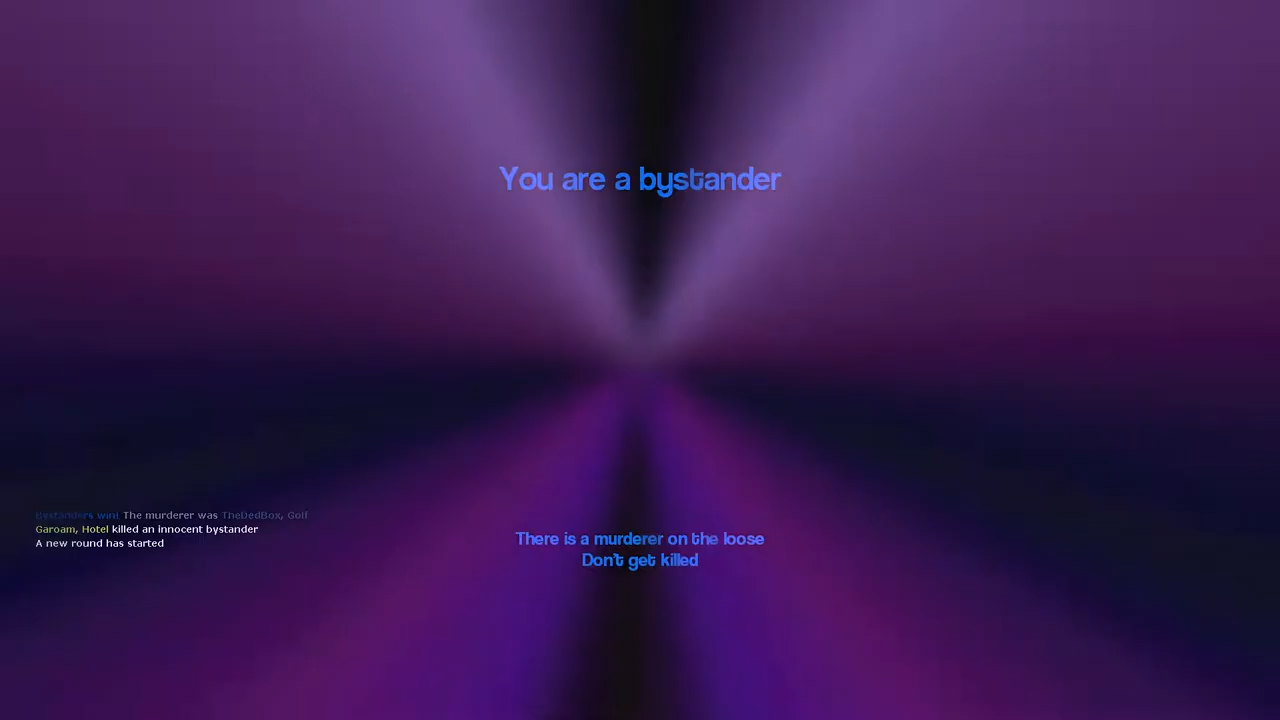 You are a bystander
Bystanders win! The murderer was TheDedBox, Golf
Garoam, Hotel killed an innocent bystander
A new round has started
There is a murderer on the loose
Don't get killed